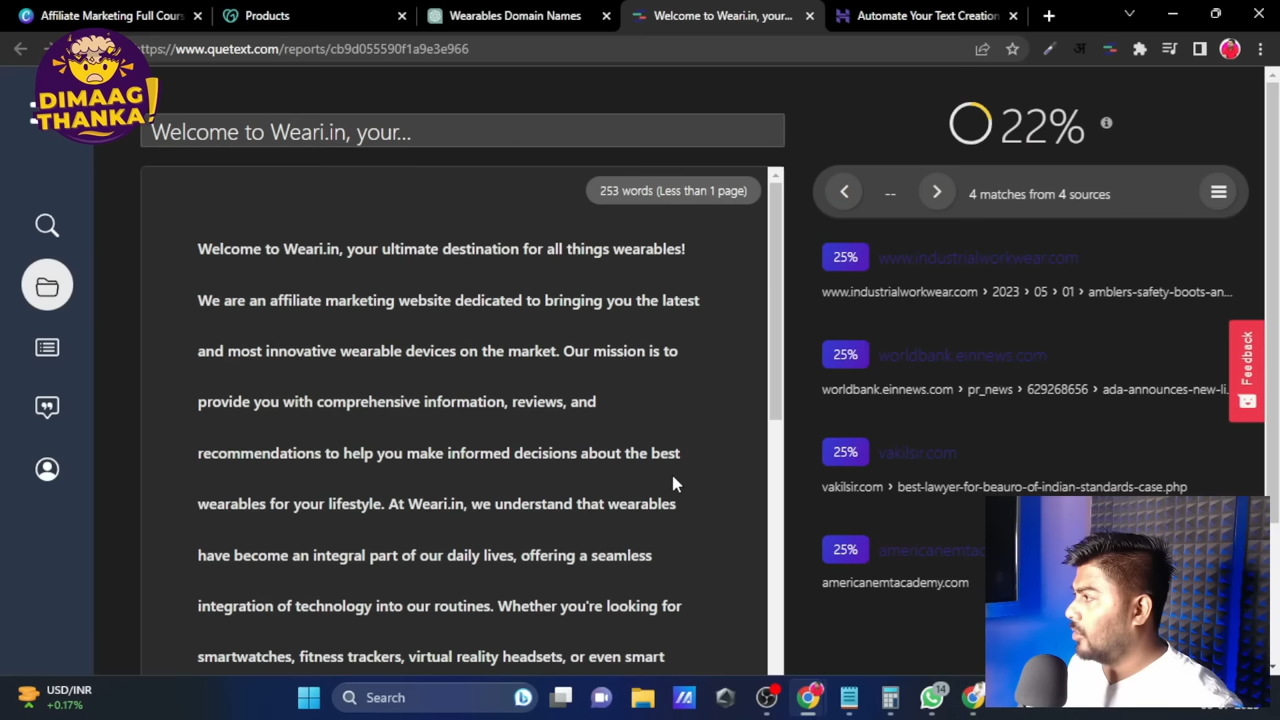 Affiliate Marketing Full Cours
Products
Wearables Domain Names
Welcome to Weari.in, your...
Automate Your Text Creation
ttps://www.quetext.com/reports/cb9d055590f1a9e3e966
DIMAAG
THANKA!
Welcome to Weari.in, your...
22%
253 words (Less than 1 page)
-- 4 matches from 4 sources
Welcome to Weari.in, your ultimate destination for all things wearables!
We are an affiliate marketing website dedicated to bringing you the latest
and most innovative wearable devices on the market. Our mission is to
provide you with comprehensive information, reviews, and
recommendations to help you make informed decisions about the best
wearables for your lifestyle. At Weari.in, we understand that wearables
have become an integral part of our daily lives, offering a seamless
integration of technology into our routines. Whether you're looking for
smartwatches, fitness trackers, virtual reality headsets, or even smart
25% www.industrialworkwear.com
www.industrialworkwear.com › 2023 › 05 › 01 › amblers-safety-boots-an...
25% worldbank.einnews.com
worldbank.einnews.com › pr_news › 629268656 › ada-announces-new-li...
25% vakilsir.com
vakilsir.com › best-lawyer-for-beauro-of-indian-standards-case.php
25% americanemtaca
americanemtacademy.com
Feedback
USD/INR
+0.17%
Search
14